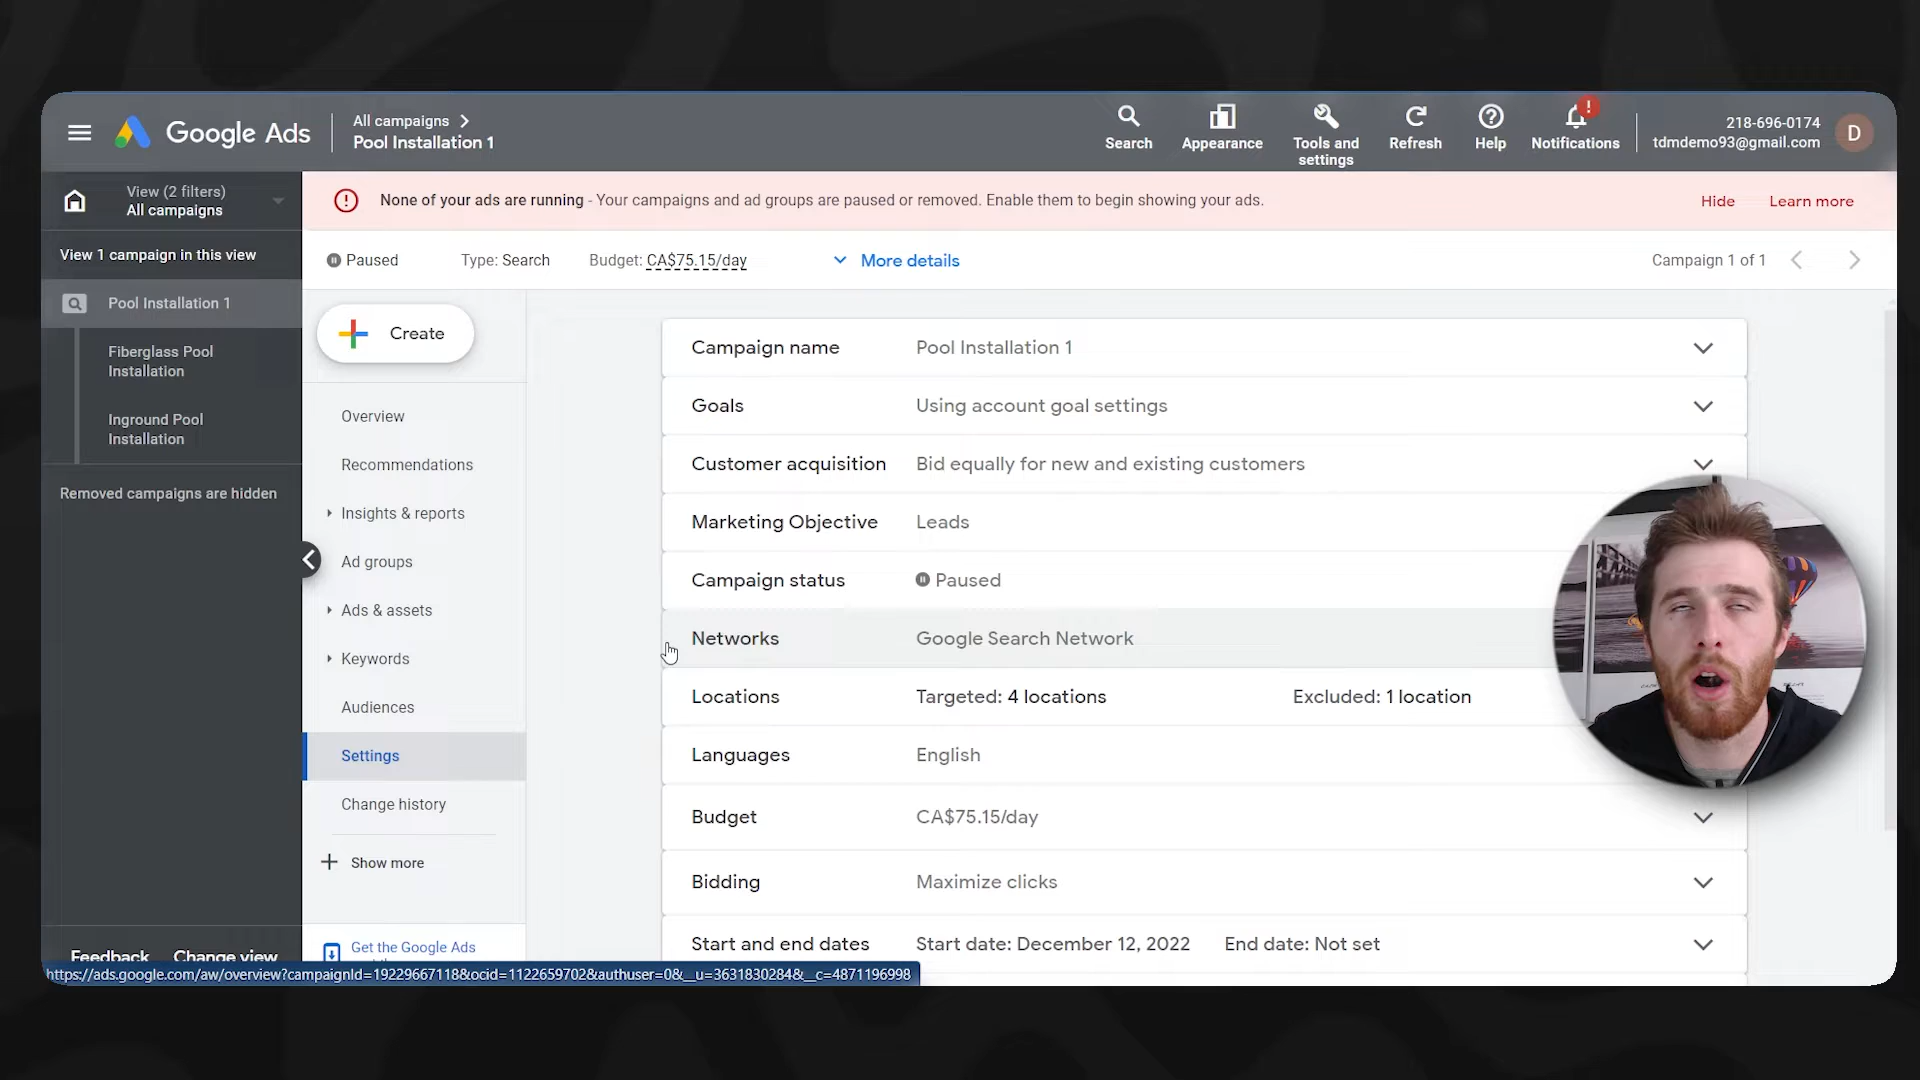 Google Ads
All campaigns
Pool Installation 1
Search
Appearance
Tools and
settings
Refresh
Help
!
Notifications
218-696-0174
tdmdemo93@gmail.com
D
View (2 filters)
All campaigns
None of your ads are running - Your campaigns and ad groups are paused or removed. Enable them to begin showing your ads.
Hide
Learn more
View 1 campaign in this view
Paused
Type: Search
Budget: CA$75.15/day
More details
Campaign 1 of 1
Pool Installation 1
Fiberglass Pool
Installation
Inground Pool
Installation
Removed campaigns are hidden
Create
Overview
Recommendations
Insights & reports
Ad groups
Ads & assets
Keywords
Audiences
Settings
Change history
Show more
Get the Google Ads
Campaign name Pool Installation 1
Goals Using account goal settings
Customer acquisition Bid equally for new and existing customers
Marketing Objective Leads
Campaign status Paused
Networks Google Search Network
Locations Targeted: 4 locations Excluded: 1 location
Languages English
Budget CA$75.15/day
Bidding Maximize clicks
Start and end dates Start date: December 12, 2022 End date: Not set
Feedback Change view
https://ads.google.com/aw/overview?campaignId=19229667118&ocid=1122659702&authuser=0&__u=3631830284&__c=4871196998